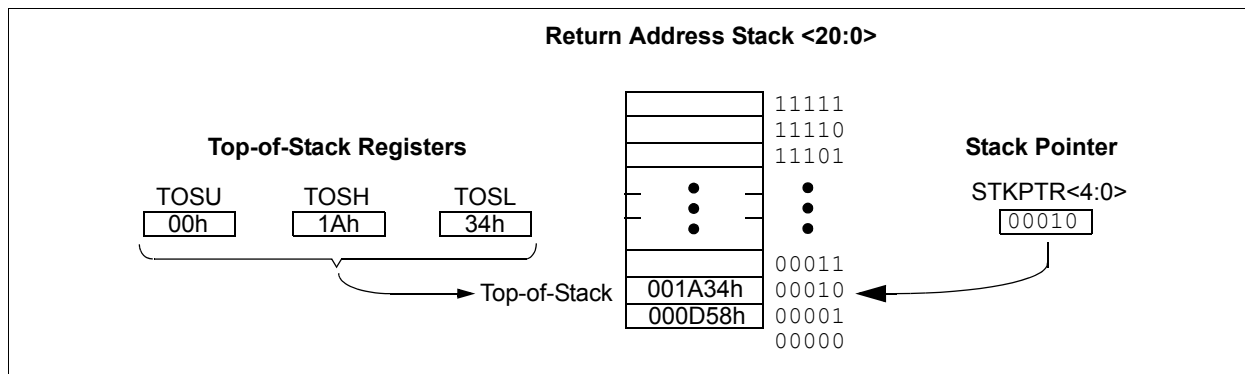 Return Address Stack <20:0>
11111
11110
11101
Top-of-Stack Registers
Stack Pointer
TOSU TOSH TOSL
STKPTR<4:0>
00h 1Ah 34h
00010
00011
Top-of-Stack 001A34h 00010
000D58h 00001
00000